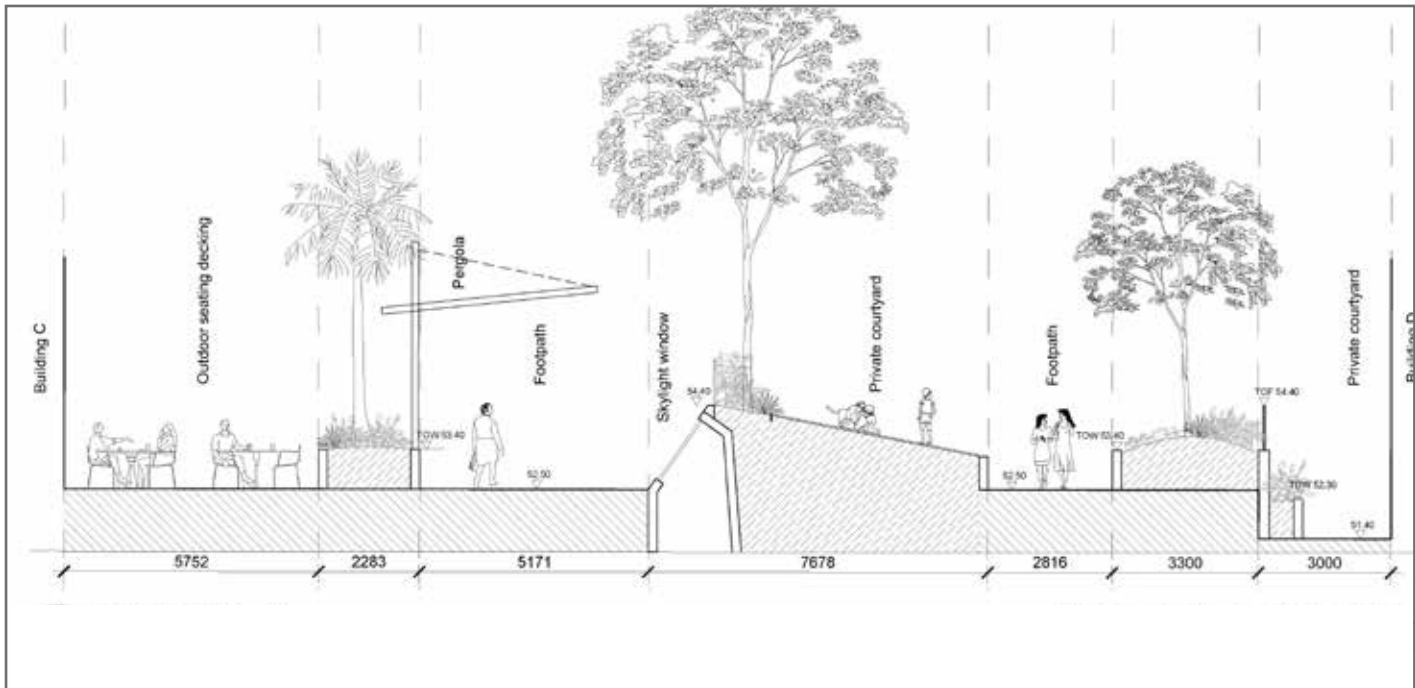 Building C
Outdoor seating decking
Pergola
Footpath
Skylight window
Private courtyard
Footpath
Private courtyard
Building D
54.40
TOF 54.40
TOW 53.40
TOW 53.40
TOW 52.30
52.50
52.50
51.40
5752
2283
5171
7678
2816
3300
3000